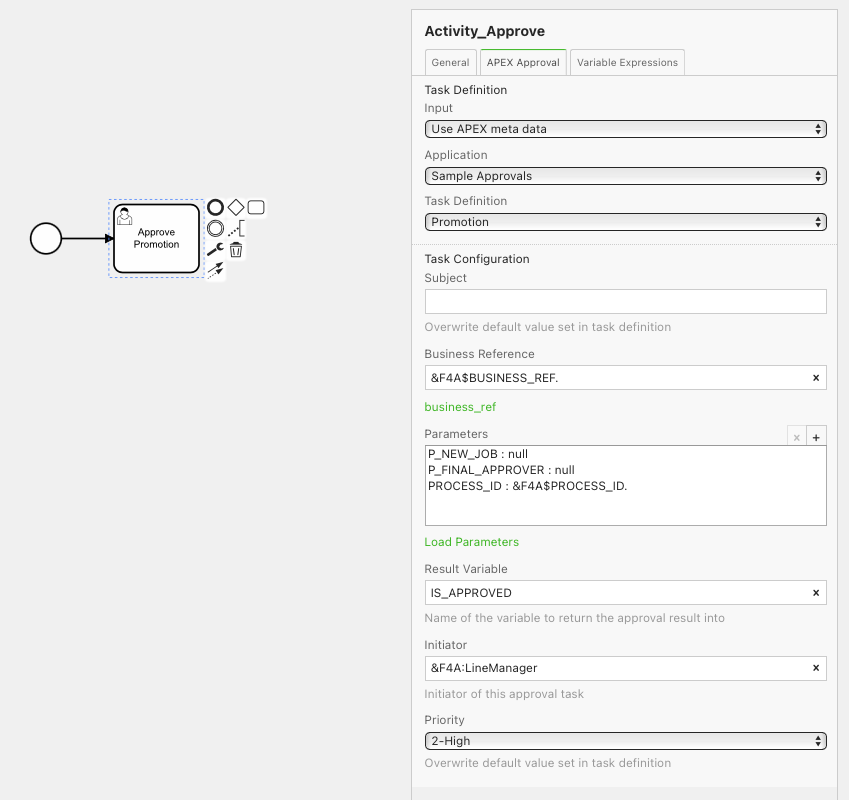 Activity_Approve
General
APEX Approval
Variable Expressions
Task Definition
Input
Use APEX meta data
Application
Sample Approvals
Task Definition
Promotion
Approve
Promotion
Task Configuration
Subject
Overwrite default value set in task definition
Business Reference
&F4A$BUSINESS_REF.
business_ref
Parameters
P_NEW_JOB : null
P_FINAL_APPROVER : null
PROCESS_ID : &F4A$PROCESS_ID.
Load Parameters
Result Variable
IS_APPROVED
Name of the variable to return the approval result into
Initiator
&F4A:LineManager
Initiator of this approval task
Priority
2-High
Overwrite default value set in task definition